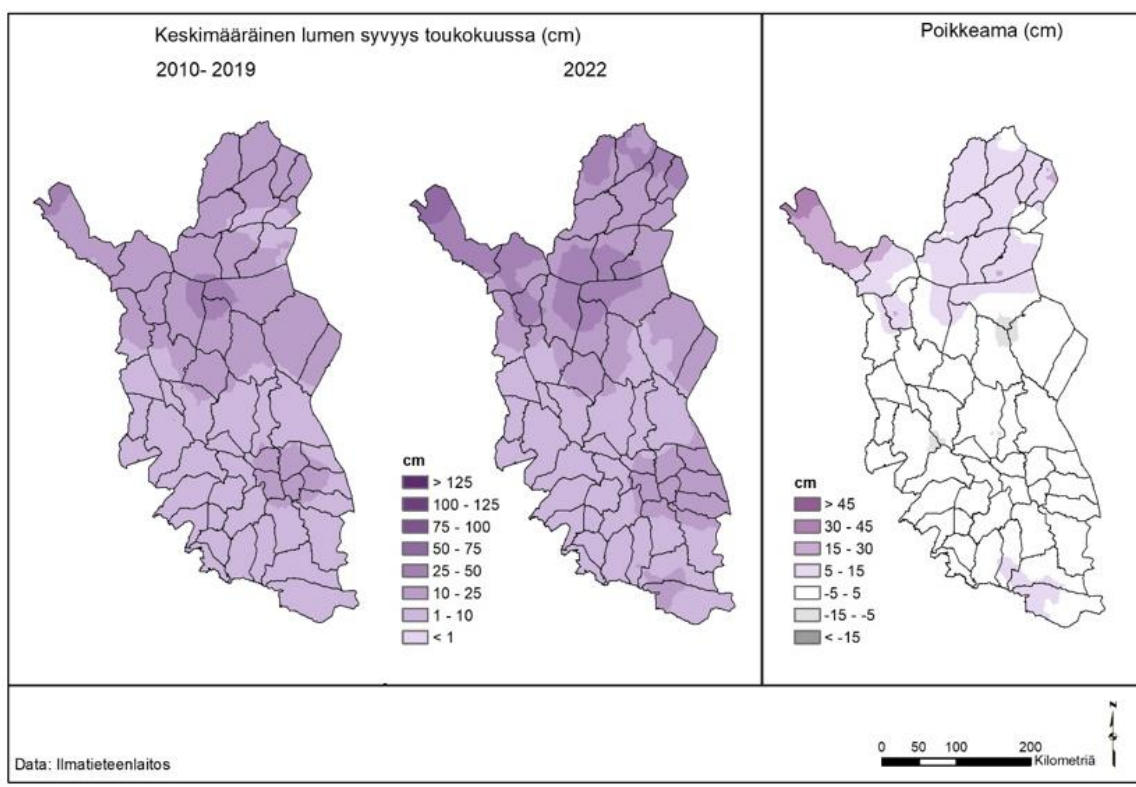 Keskimääräinen lumen syvyys toukokuussa (cm)
2010- 2019
2022
Poikkeama (cm)
cm
> 125
100 - 125
75 - 100
50 - 75
25 - 50
10 - 25
1 - 10
< 1
cm
> 45
30 - 45
15 - 30
5 - 15
-5 - 5
-15 - -5
< -15
Data: Ilmatieteenlaitos
0 50 100 200
Kilometriä
N